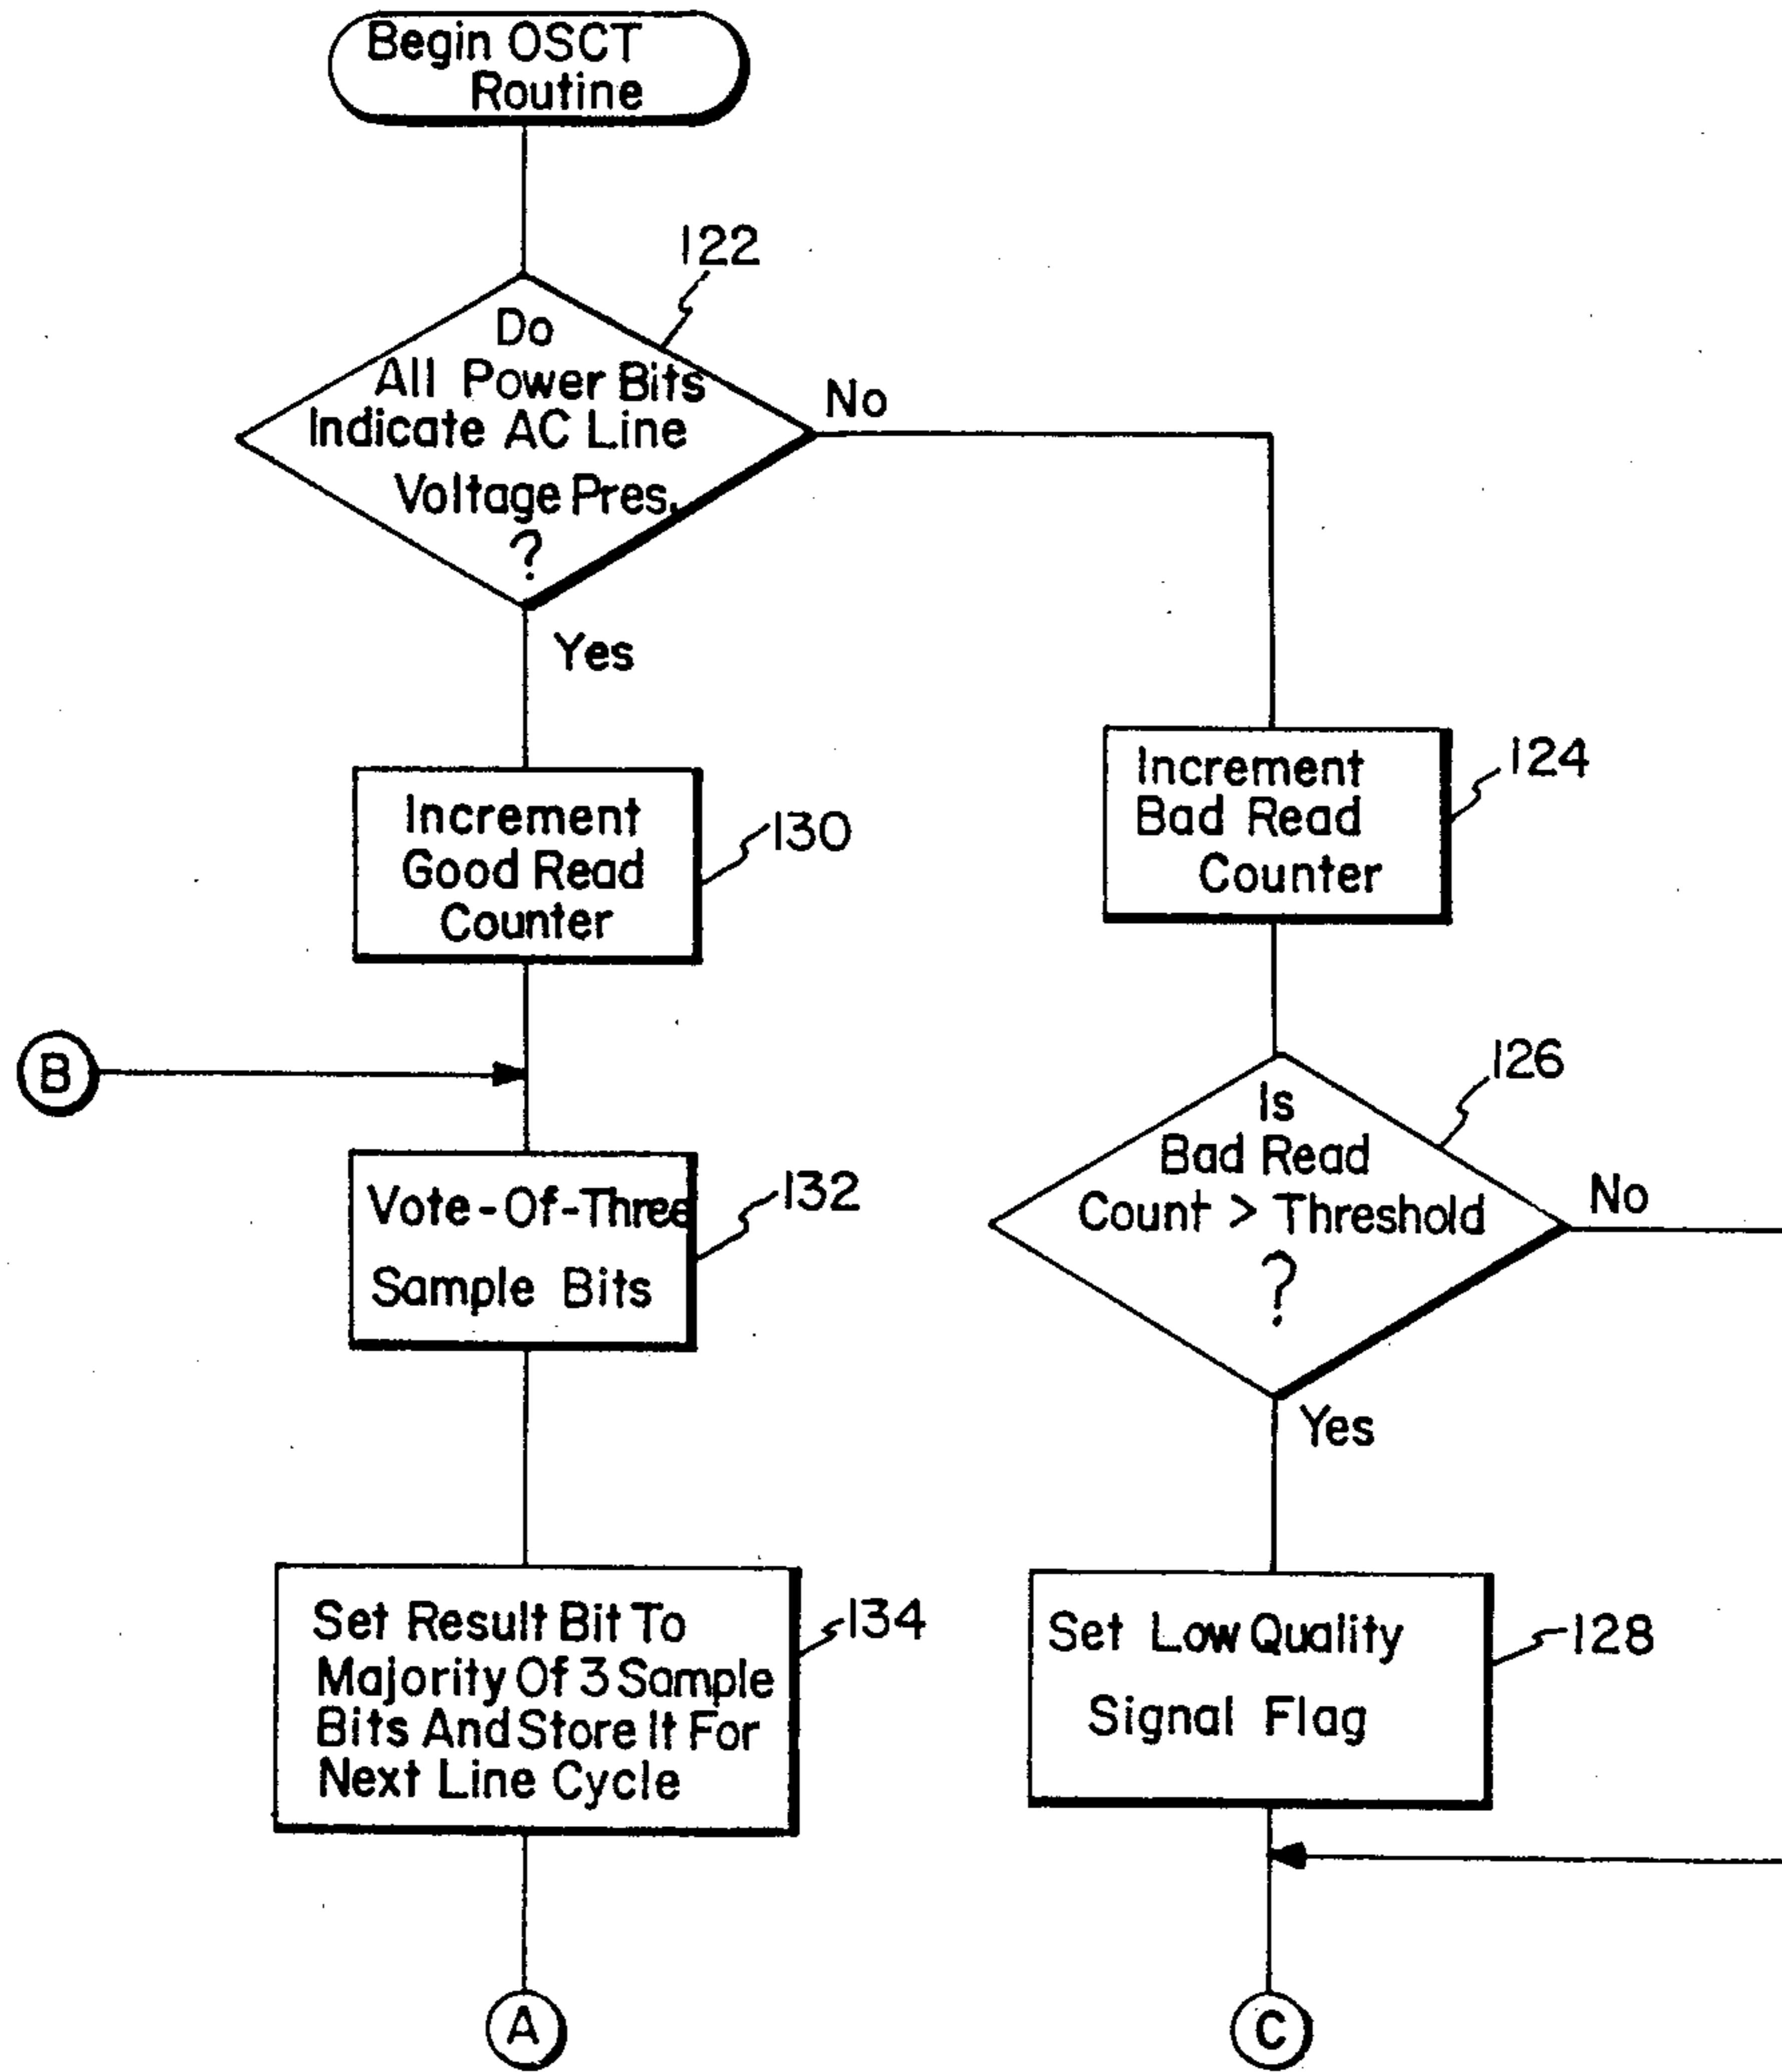 Begin OSCT
Routine
122
Do
All Power Bits
Indicate AC Line
Voltage Pres.
?
No
Yes
Increment
Good Read
Counter
130
Increment
Bad Read
Counter
124
B
126
Is
Bad Read
Count > Threshold
?
No
Yes
Vote-Of-Three
Sample Bits
132
Set Result Bit To
Majority Of 3 Sample
Bits And Store It For
Next Line Cycle
134
Set Low Quality
Signal Flag
128
A
C